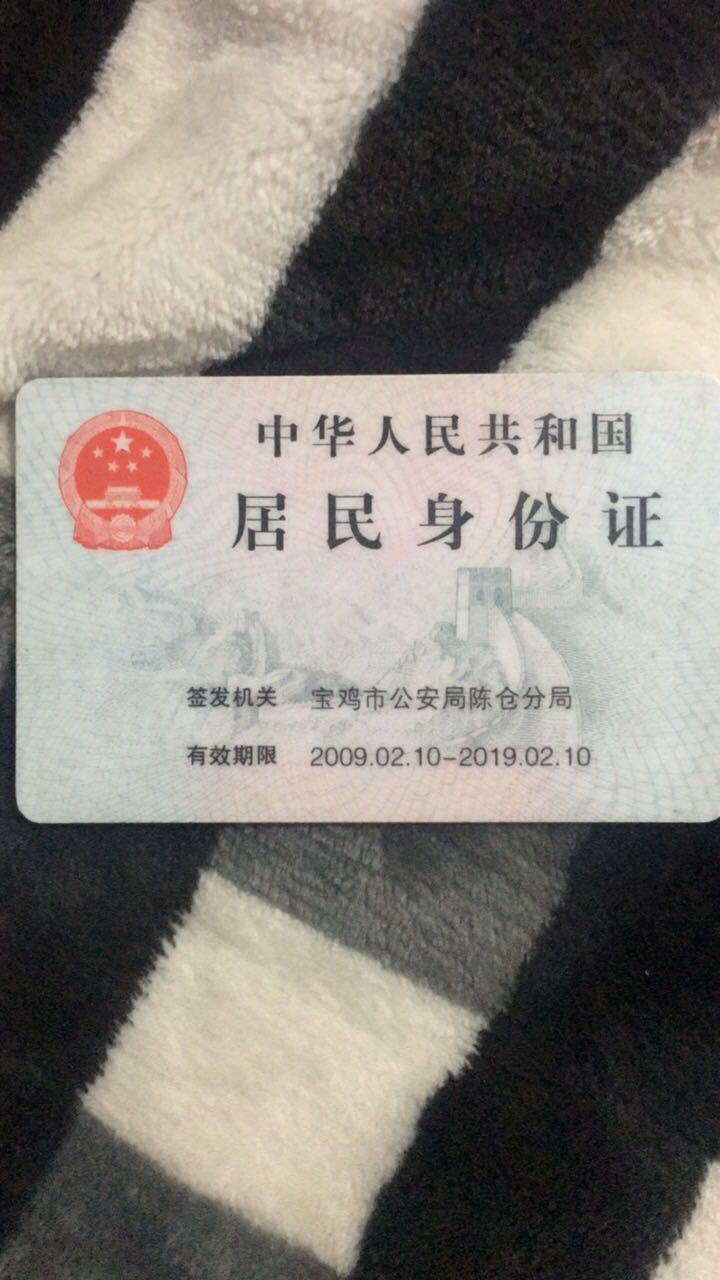 中华人民共和国
居民身份证
签发机关 宝鸡市公安局陈仓分局
有效期限 2009.02.10-2019.02.10